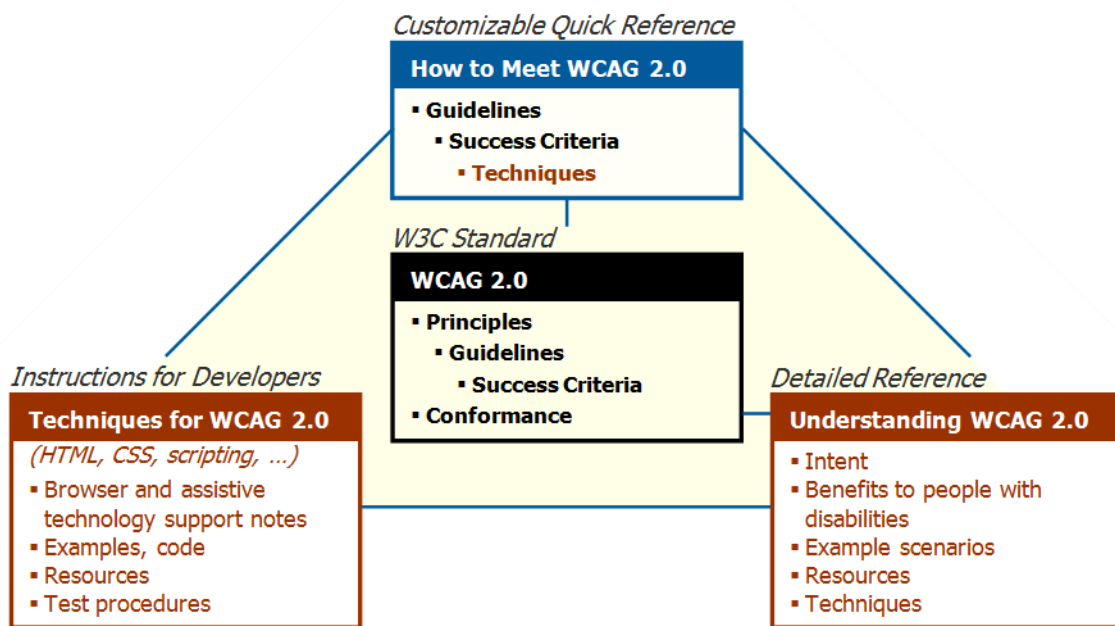 Customizable Quick Reference
How to Meet WCAG 2.0
▪ Guidelines
▪ Success Criteria
▪ Techniques
W3C Standard
WCAG 2.0
▪ Principles
▪ Guidelines
▪ Success Criteria
▪ Conformance
Instructions for Developers
Techniques for WCAG 2.0
(HTML, CSS, scripting, ...)
▪ Browser and assistive
technology support notes
▪ Examples, code
▪ Resources
▪ Test procedures
Detailed Reference
Understanding WCAG 2.0
▪ Intent
▪ Benefits to people with
disabilities
▪ Example scenarios
▪ Resources
▪ Techniques